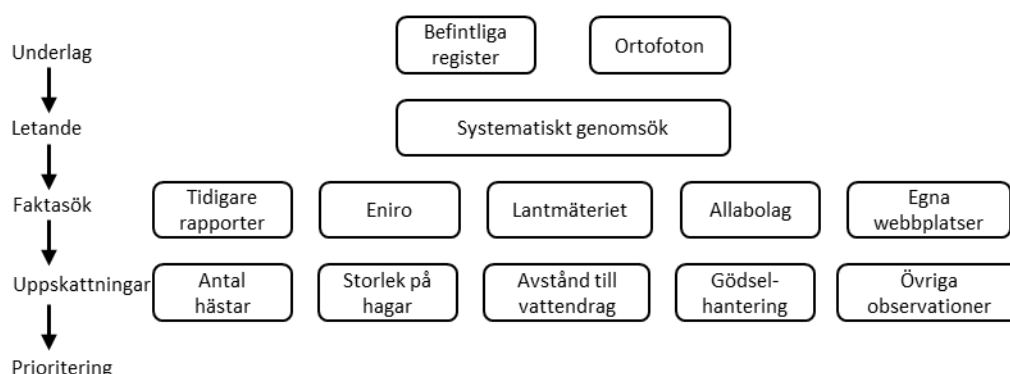 Underlag
Befintliga
register
Ortofoton
Letande
Systematiskt genomsök
Faktasök
Tidigare
rapporter
Eniro
Lantmäteriet
Allabolag
Egna
webbplatser
Uppskattningar
Antal
hästar
Storlek på
hagar
Avstånd till
vattendrag
Gödsel-
hantering
Övriga
observationer
Prioritering